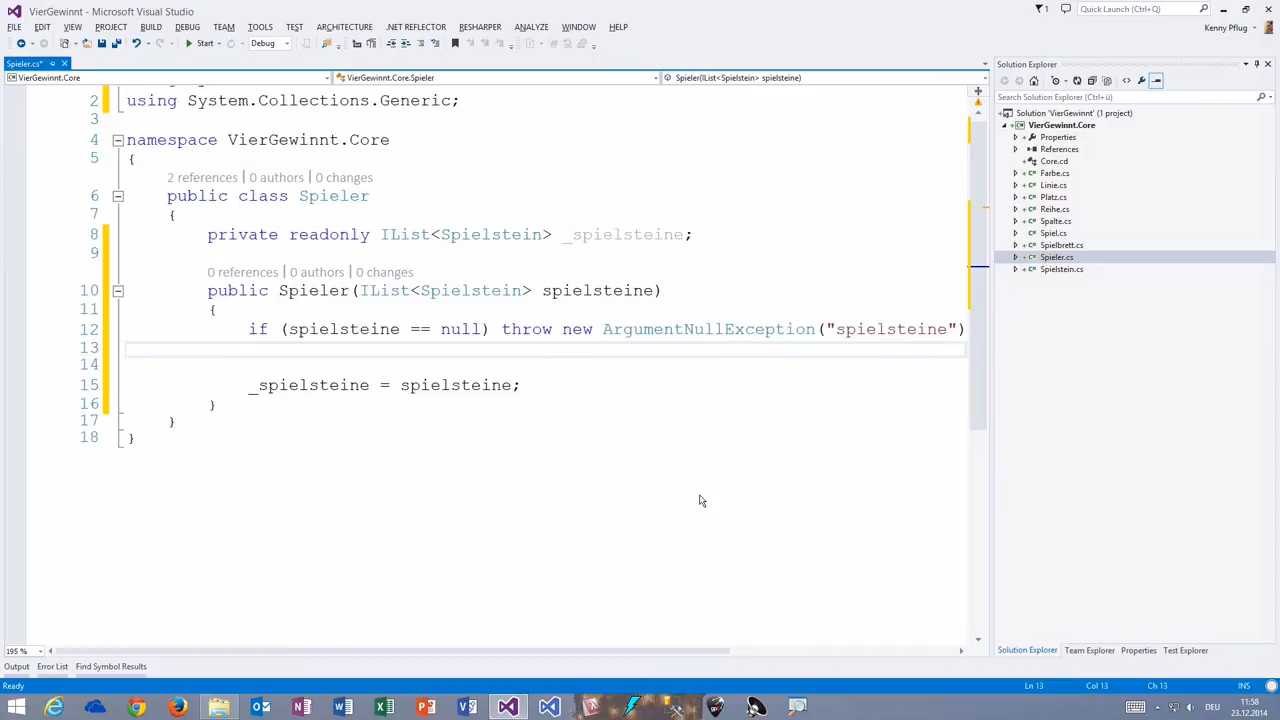 VierGewinnt - Microsoft Visual Studio
1
Quick Launch (Ctrl+Q)
FILE EDIT VIEW PROJECT BUILD DEBUG TEAM TOOLS TEST ARCHITECTURE .NET REFLECTOR RESHARPER ANALYZE WINDOW HELP
Kenny Pflug
Start
Debug
Spieler.cs*
VierGewinnt.Core
VierGewinnt.Core.Spieler
Spieler(IList<Spielstein> spielsteine)
2 using System.Collections.Generic;
3
4 namespace VierGewinnt.Core
5 {
2 references | 0 authors | 0 changes
6 public class Spieler
7 {
8 private readonly IList<Spielstein> _spielsteine;
9
0 references | 0 authors | 0 changes
10 public Spieler(IList<Spielstein> spielsteine)
11 {
12 if (spielsteine == null) throw new ArgumentNullException("spielsteine")
13
14
15 _spielsteine = spielsteine;
16 }
17 }
18 }
195 %
Solution Explorer
Search Solution Explorer (Ctrl+ü)
Solution 'VierGewinnt' (1 project)
VierGewinnt.Core
Properties
References
Core.cd
Farbe.cs
Linie.cs
Platz.cs
Reihe.cs
Spalte.cs
Spiel.cs
Spielbrett.cs
Spieler.cs
Spielstein.cs
Solution Explorer Team Explorer Properties Test Explorer
Output Error List Find Symbol Results
Ready
Ln 13
Col 13
Ch 13
INS
DEU
11:58
23.12.2014